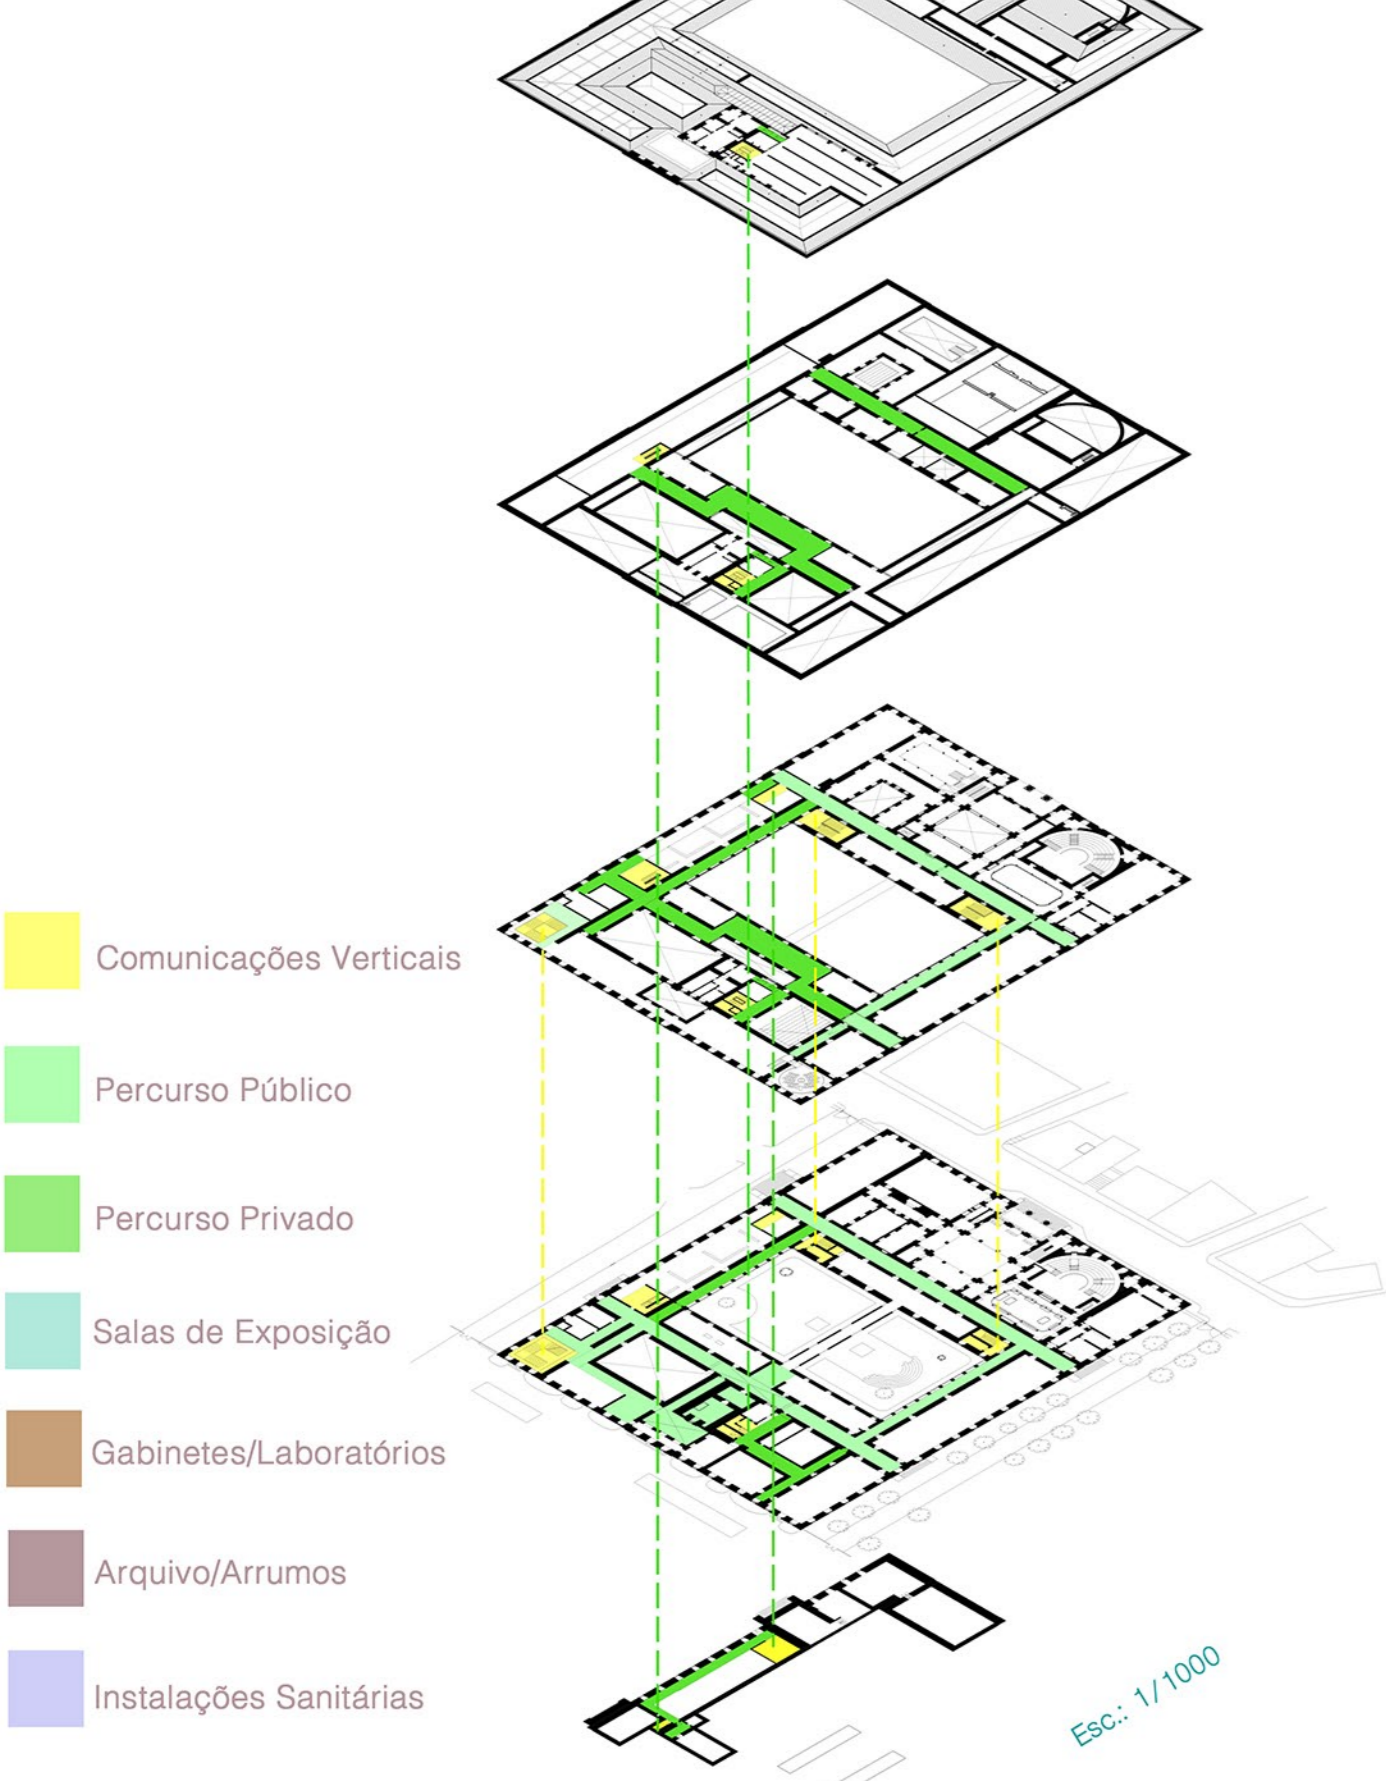 Comunicações Verticais
Percurso Público
Percurso Privado
Salas de Exposição
Gabinetes/Laboratórios
Arquivo/Arrumos
Instalações Sanitárias
Esc.: 1/1000